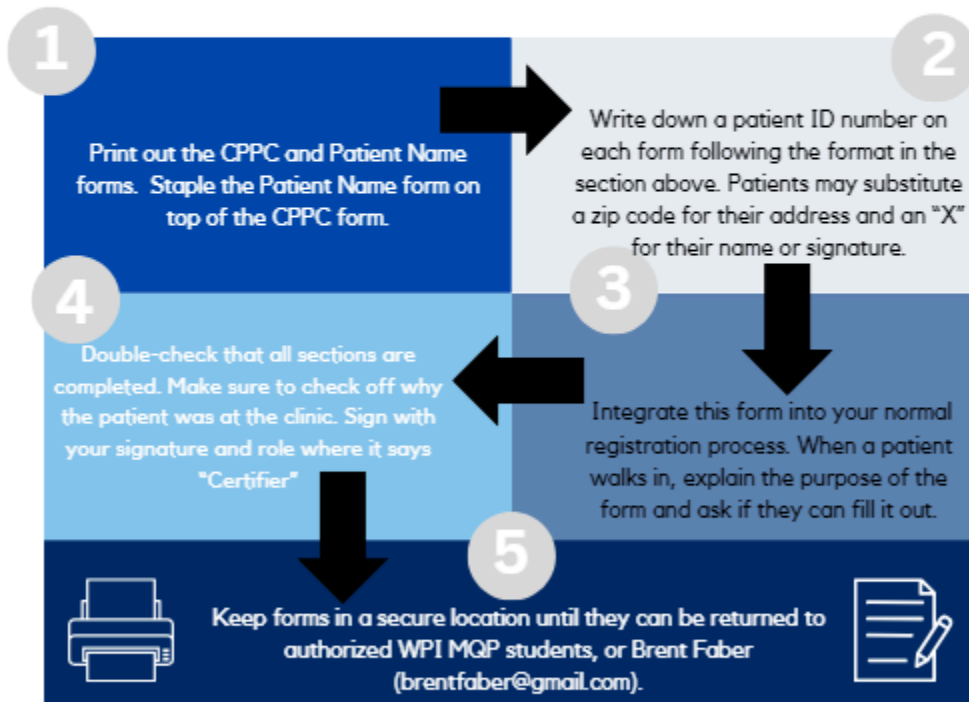 1
Print out the CPPC and Patient Name
forms. Staple the Patient Name form on
top of the CPPC form.
2
Write down a patient ID number on
each form following the format in the
section above. Patients may substitute
a zip code for their address and an “X”
for their name or signature.
3
Integrate this form into your normal
registration process. When a patient
walks in, explain the purpose of the
form and ask if they can fill it out.
4
Double-check that all sections are
completed. Make sure to check off why
the patient was at the clinic. Sign with
your signature and role where it says
"Certifier"
5
Keep forms in a secure location until they can be returned to
authorized WPI MQP students, or Brent Faber
(brentfaber@gmail.com).